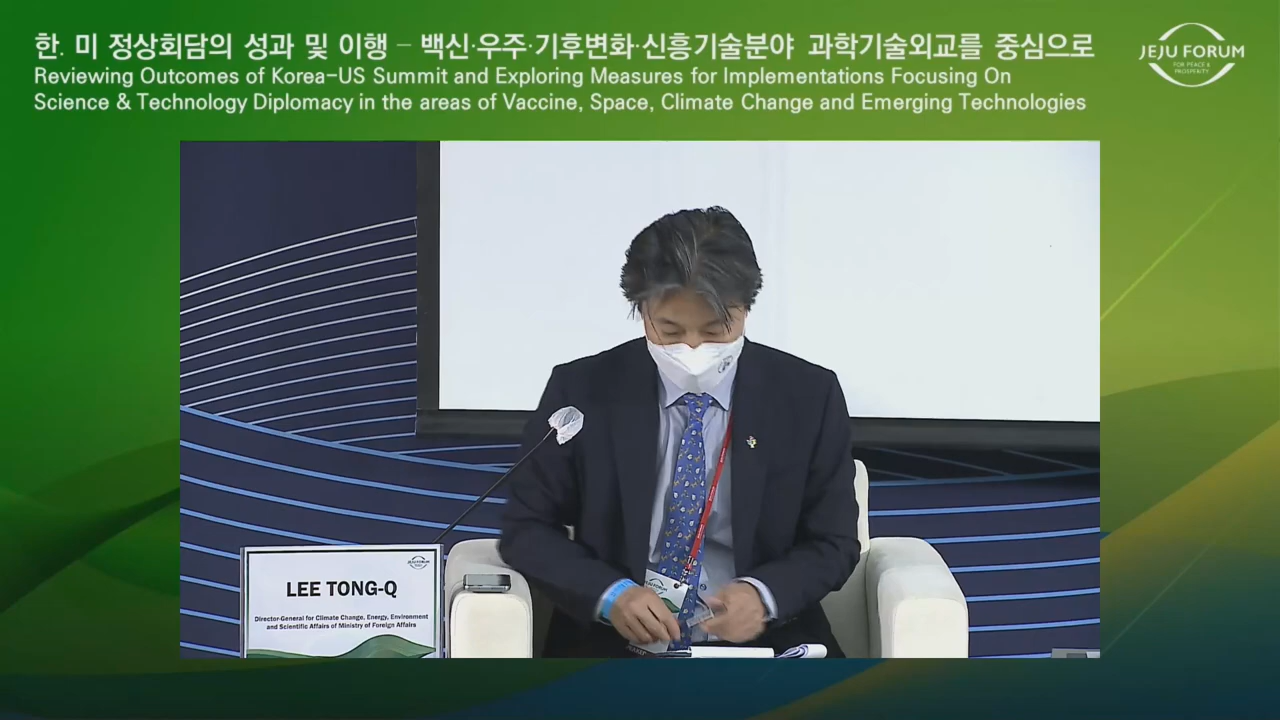 한. 미 정상회담의 성과 및 이행 – 백신·우주·기후변화·신흥기술분야 과학기술외교를 중심으로
Reviewing Outcomes of Korea-US Summit and Exploring Measures for Implementations Focusing On
Science & Technology Diplomacy in the areas of Vaccine, Space, Climate Change and Emerging Technologies
JEJU FORUM
FOR PEACE &
PROSPERITY
JEJU FORUM
LEE TONG-Q
Director-General for Climate Change, Energy, Environment
and Scientific Affairs of Ministry of Foreign Affairs